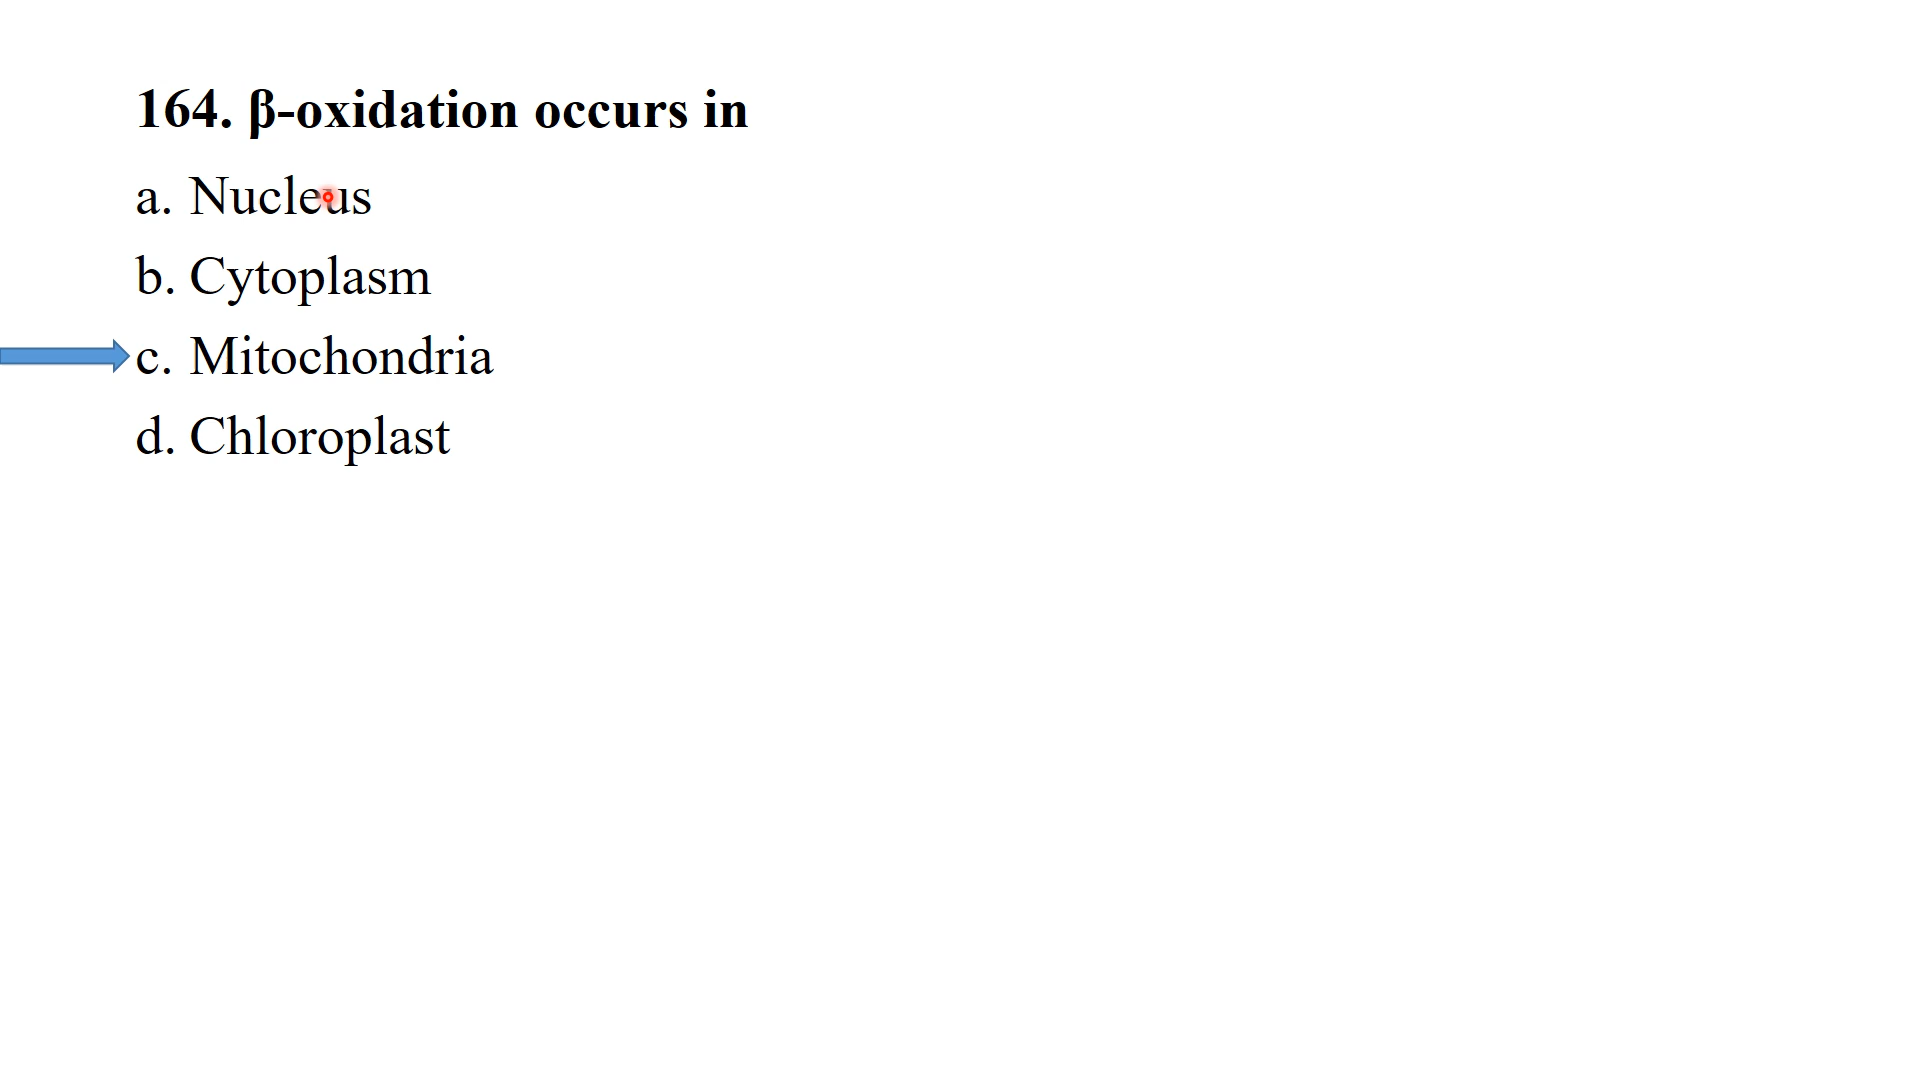 164. β-oxidation occurs in
a. Nucleus
b. Cytoplasm
c. Mitochondria
d. Chloroplast